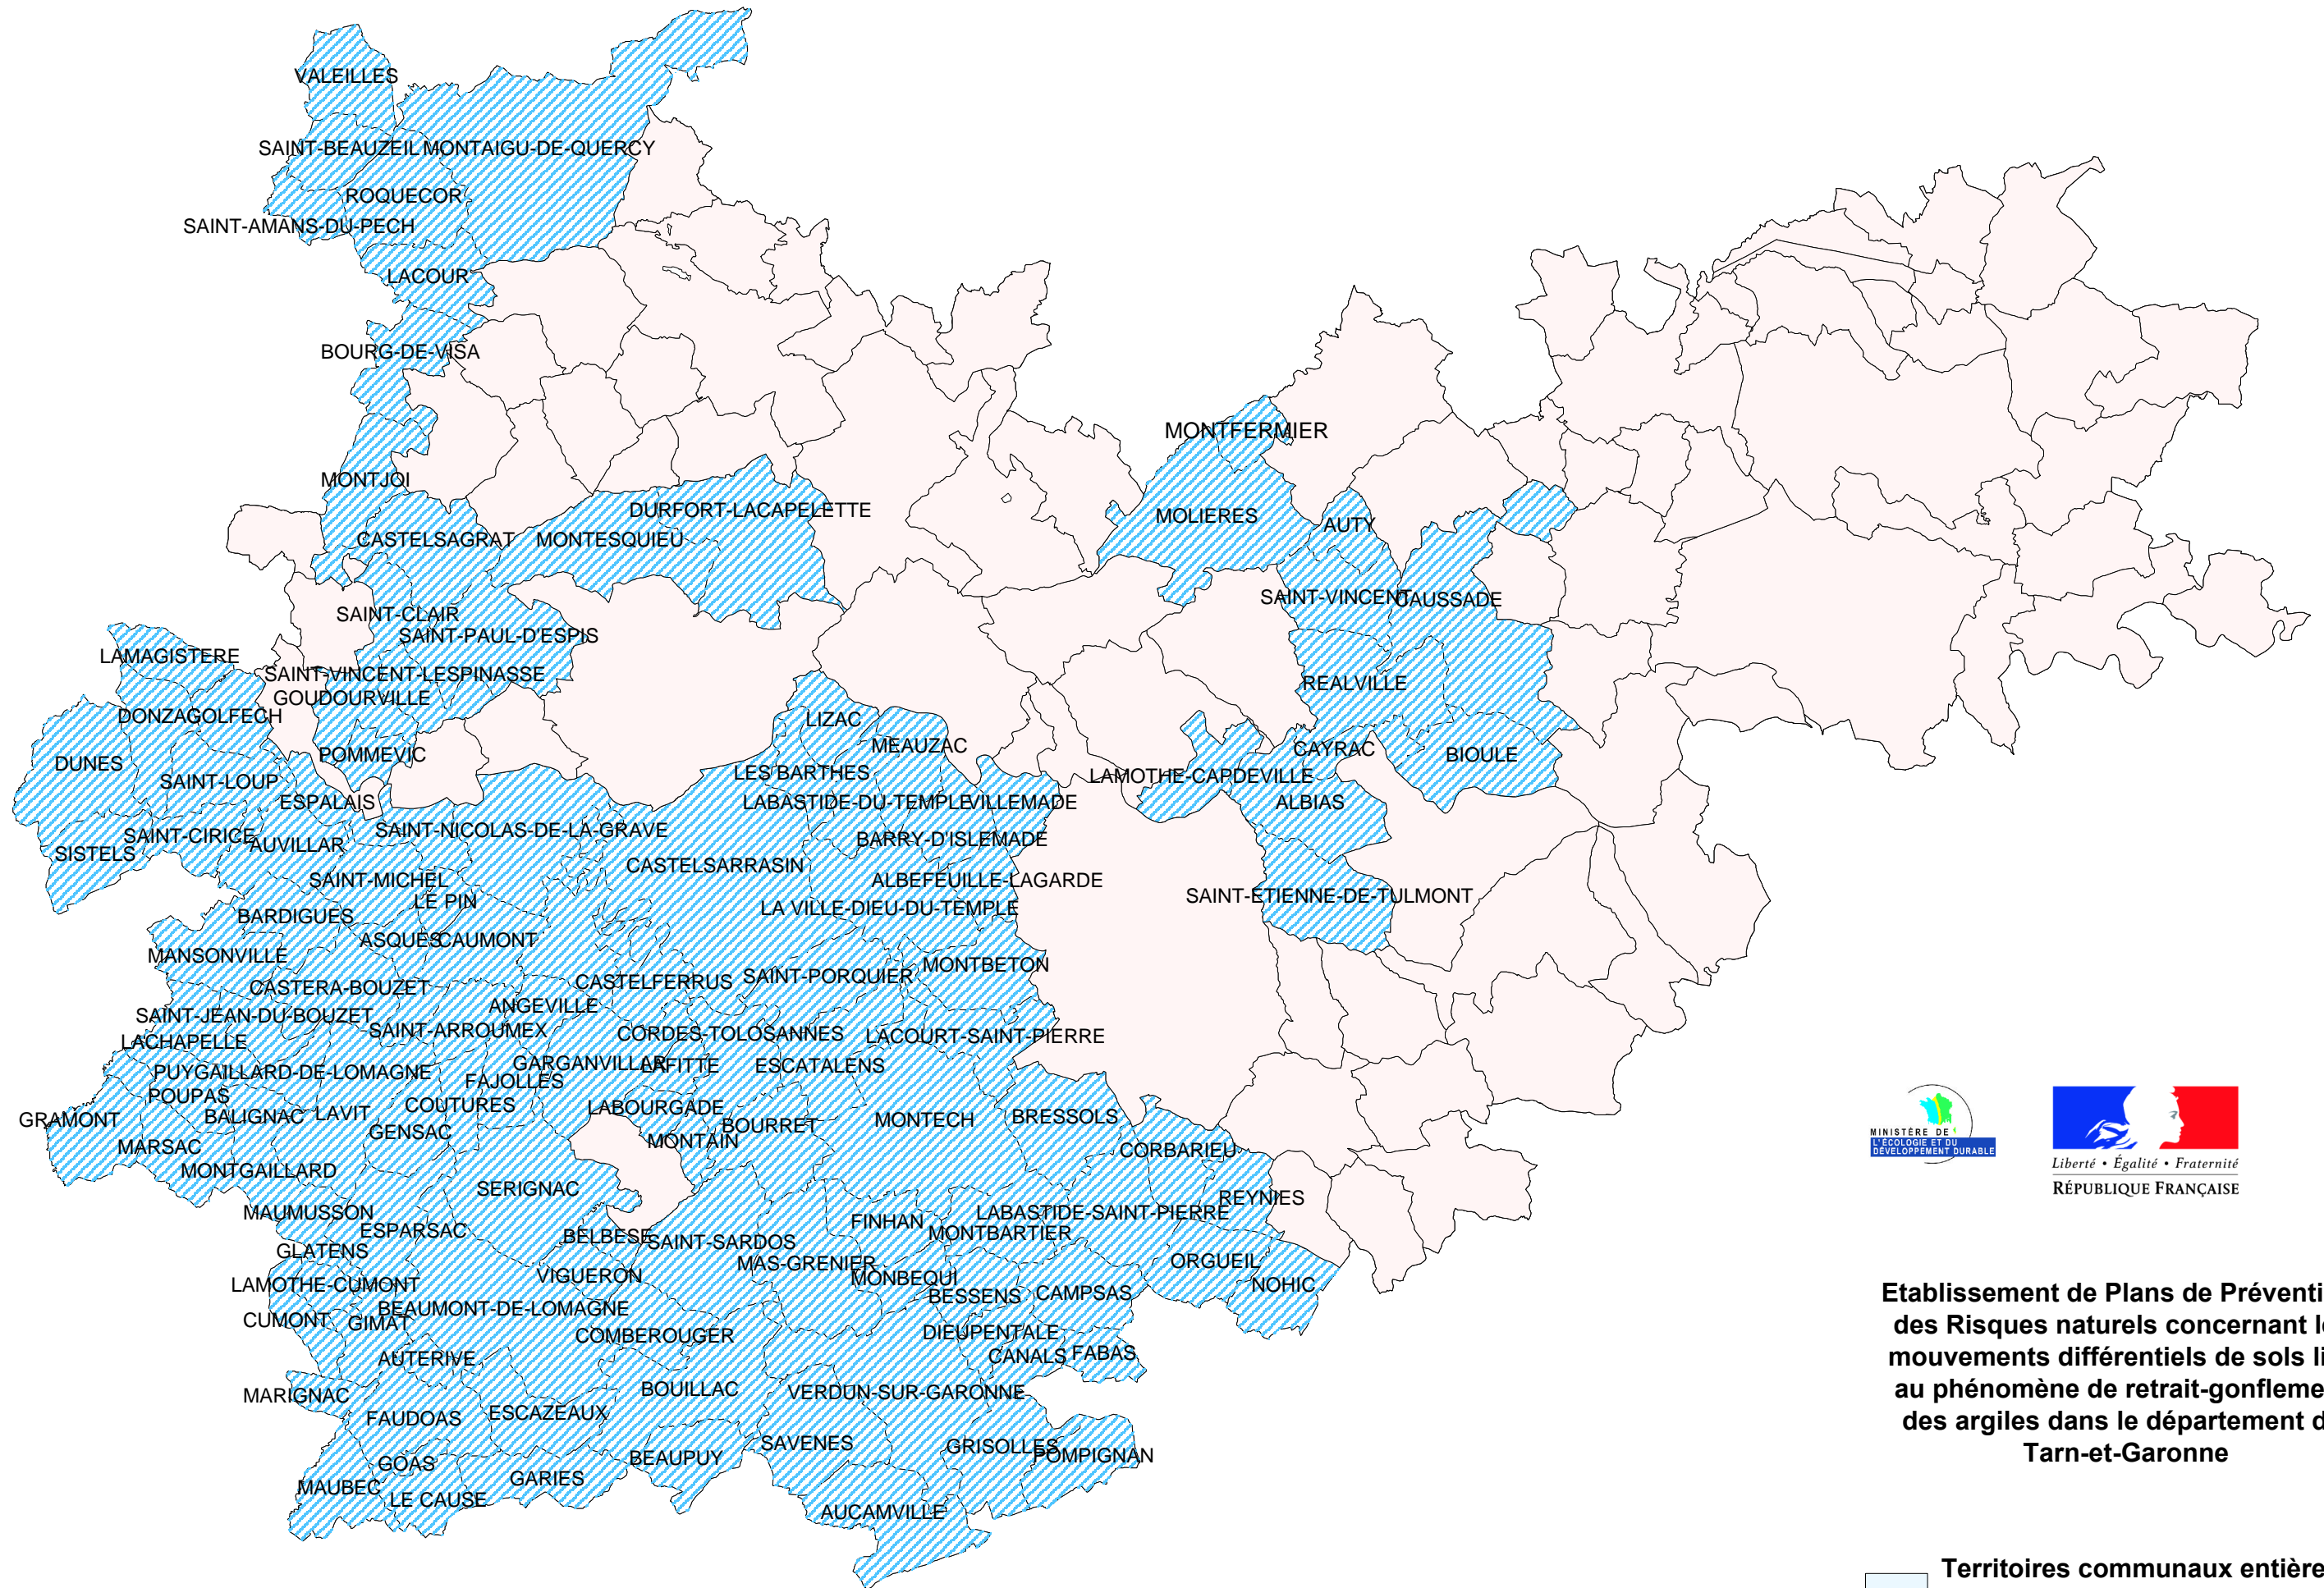 VALEILLES
SAINT-BEAUZEIL
MONTAIGU-DE-QUERCY
ROQUECOR
SAINT-AMANS-DU-PECH
LACOUR
BOURG-DE-VISA
MONTFERMIER
MONTJOI
DURFORT-LACAPELETTE
MOLIERES
AUTY
CASTELSAGRAT
MONTESQUIEU
SAINT-VINCENT
CAUSSADE
SAINT-CLAIR
SAINT-PAUL-D'ESPIS
LAMAGISTERE
SAINT-VINCENT-LESPINASSE
REALVILLE
GOUDOURVILLE
DONZAC
GOLFECH
LIZAC
MEAUZAC
CAYRAC
BIOULE
POMMEVIC
DUNES
LES BARTHES
LAMOTHE-CAPDEVILLE
SAINT-LOUP
ESPALAIS
LABASTIDE-DU-TEMPLE
VILLEMADE
ALBIAS
SAINT-NICOLAS-DE-LA-GRAVE
SAINT-CIRICE
AUVILLAR
BARRY-D'ISLEMADE
SISTELS
CASTELSARRASIN
SAINT-MICHEL
ALBEFEUILLE-LAGARDE
LE PIN
SAINT-ETIENNE-DE-TULMONT
LA VILLE-DIEU-DU-TEMPLE
BARDIGUES
ASQUES
CAUMONT
MANSONVILLE
MONTBETON
CASTERA-BOUZET
CASTELFERRUS
SAINT-PORQUIER
ANGEVILLE
SAINT-JEAN-DU-BOUZET
SAINT-ARROUMEX
CORDES-TOLOSANNES
LACOURT-SAINT-PIERRE
LACHAPELLE
GARGANVILLAR
LAFITTE
ESCATALENS
PUYGAILLARD-DE-LOMAGNE
FAJOLLES
POUPAS
COUTURES
LABOURGADE
GRAMONT
BALIGNAC
LAVIT
BOURRET
MONTECH
BRESSOLS
GENSAC
MONTAIN
MARSAC
CORBARIEU
MONTGAILLARD
SERIGNAC
REYNIES
MAUMUSSON
LABASTIDE-SAINT-PIERRE
FINHAN
ESPARSAC
MONTBARTIER
BELBESE
SAINT-SARDOS
GLATENS
MAS-GRENIER
ORGUEIL
VIGUERON
MONBEQUI
LAMOTHE-CUMONT
NOHIC
BESSENS
CAMPSAS
BEAUMONT-DE-LOMAGNE
CUMONT
GIMAT
COMBEROUGER
DIEUPENTALE
AUTERIVE
CANALS
FABAS
MARIGNAC
BOUILLAC
VERDUN-SUR-GARONNE
FAUDOAS
ESCAZEAUX
SAVENES
GRISOLLES
POMPIGNAN
GOAS
BEAUPUY
GARIES
MAUBEC
LE CAUSE
AUCAMVILLE
MINISTÈRE DE
L'ÉCOLOGIE ET DU
DÉVELOPPEMENT DURABLE
Liberté • Égalité • Fraternité
RÉPUBLIQUE FRANÇAISE
Etablissement de Plans de Préventi
des Risques naturels concernant l
mouvements différentiels de sols li
au phénomène de retrait-gonfleme
des argiles dans le département d
Tarn-et-Garonne
Territoires communaux entière